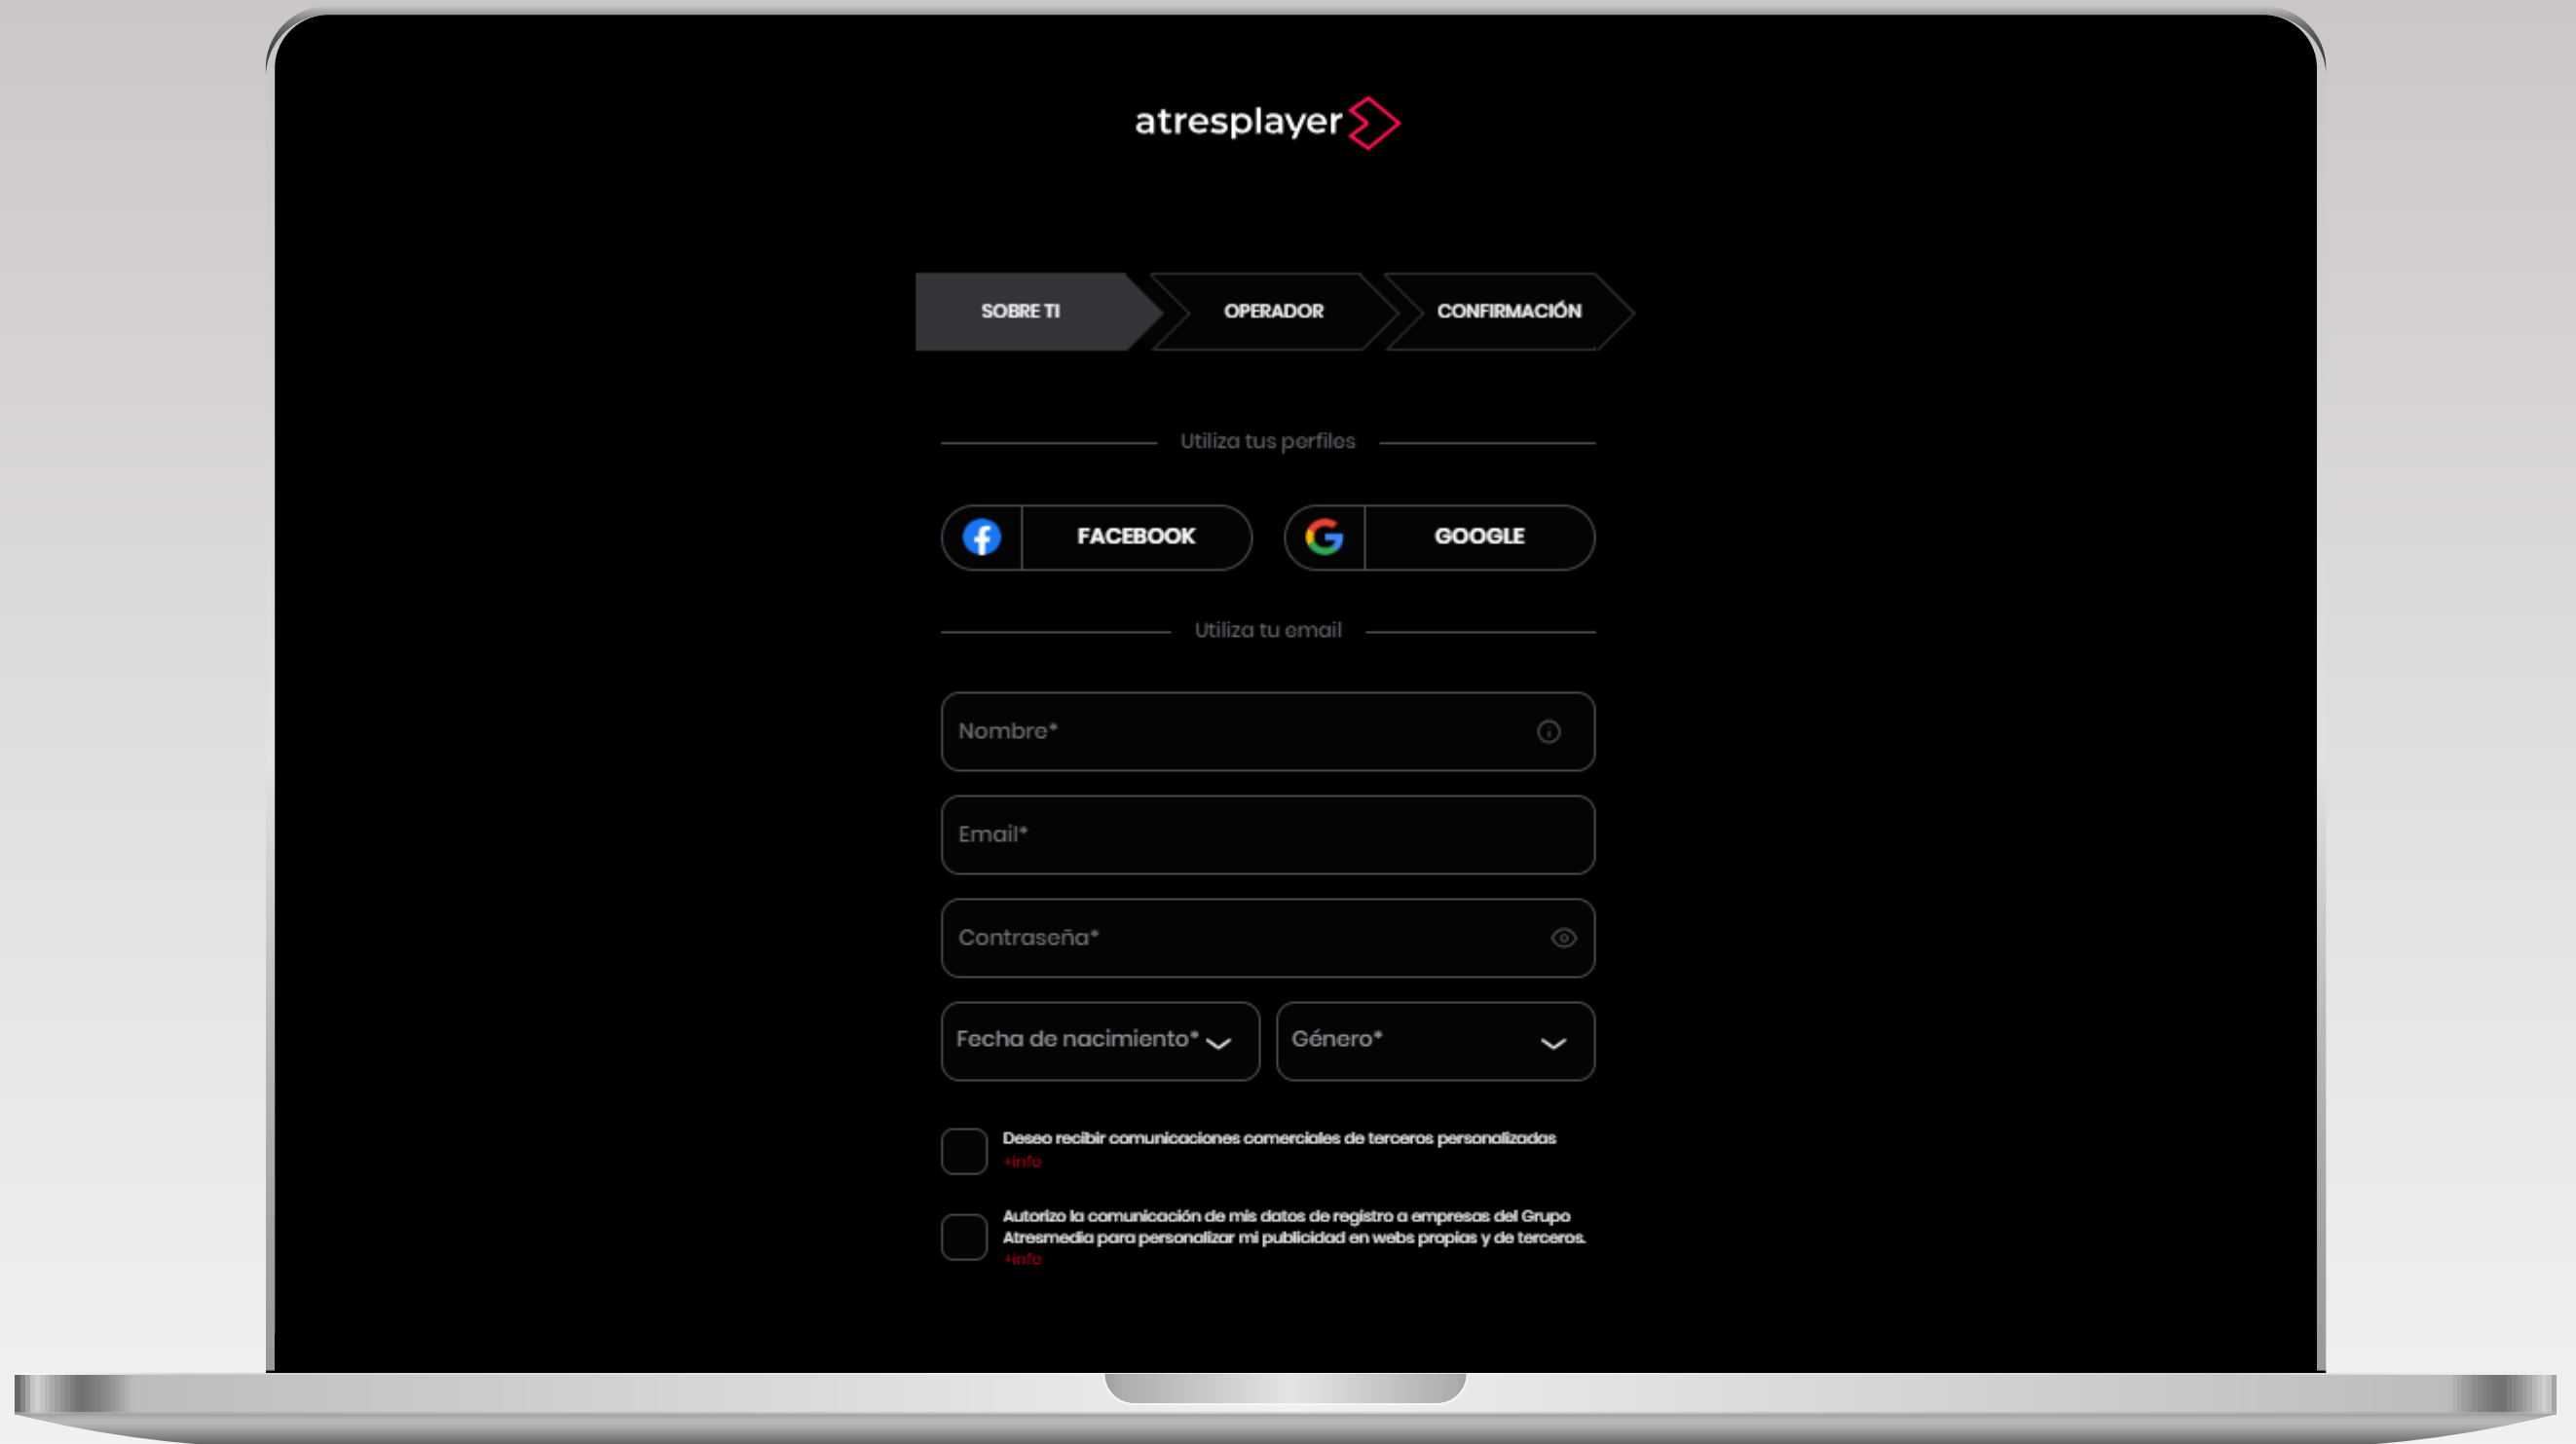 atresplayer
SOBRE TI
OPERADOR
CONFIRMACIÓN
Utiliza tus perfiles
FACEBOOK
GOOGLE
Utiliza tu email
Nombre*
Email*
Contraseña*
Fecha de nacimiento*
Género*
Deseo recibir comunicaciones comerciales de terceros personalizadas
+info
Autorizo la comunicación de mis datos de registro a empresas del Grupo
Atresmedia para personalizar mi publicidad en webs propias y de terceros.
+info